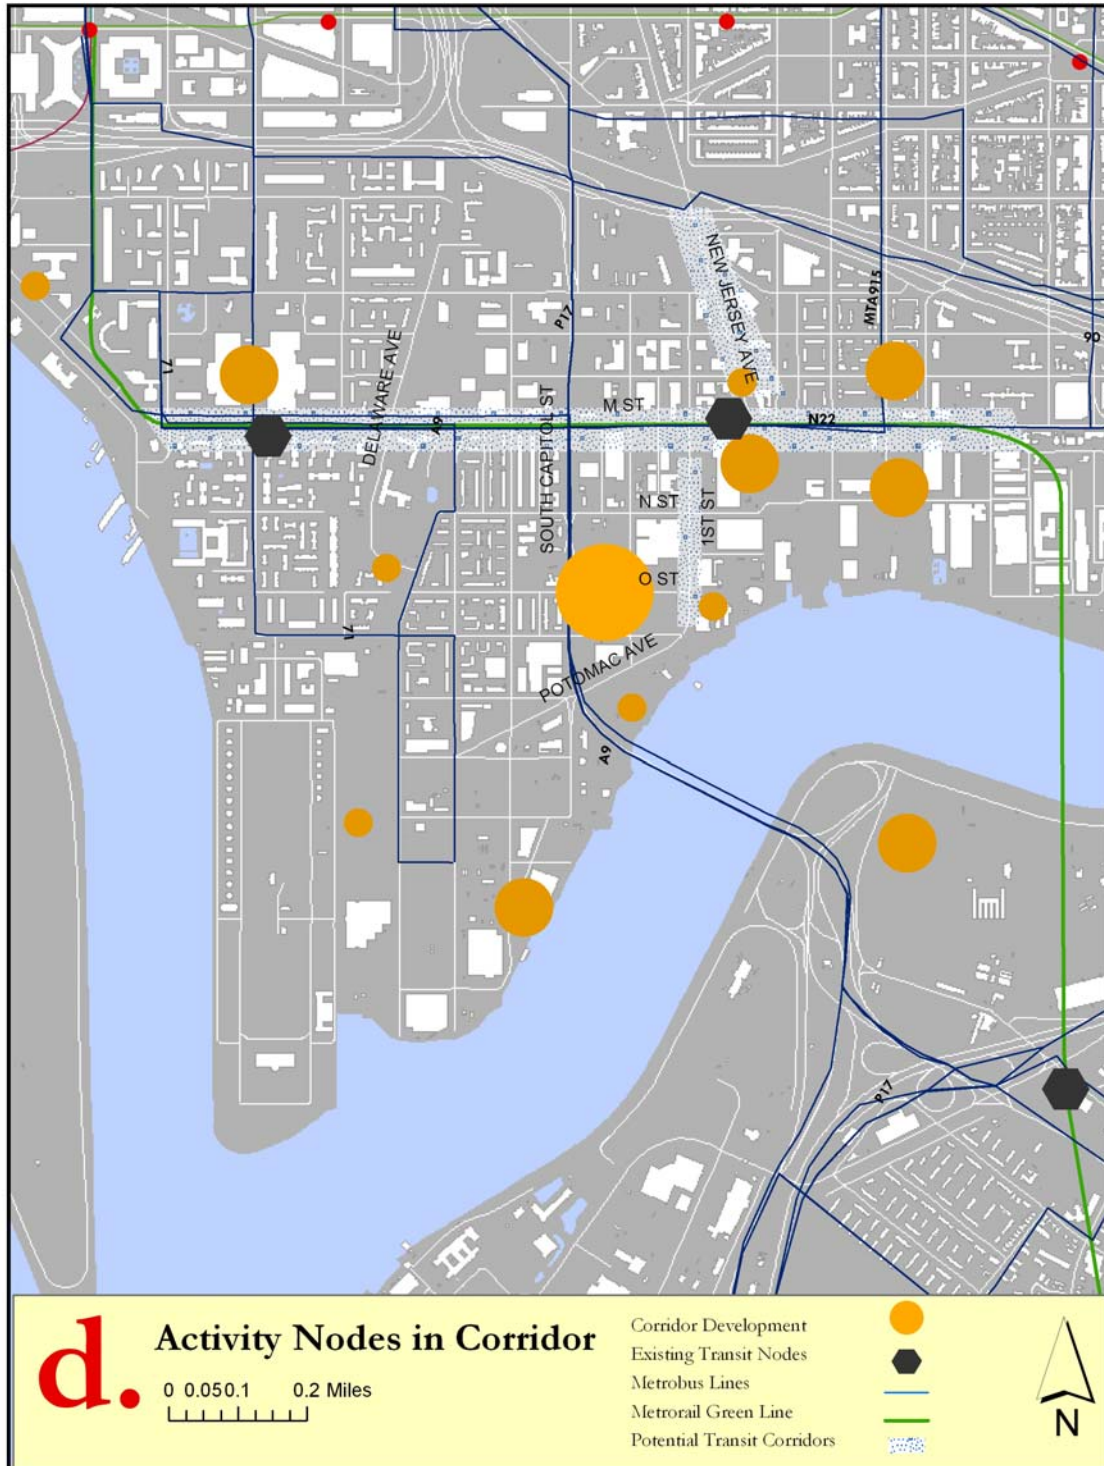 NEW JERSEY AVE
MTA915
P17
90
71
DELAWARE AVE
SOUTH CAPITOL ST
M ST
A9
N22
N ST
1ST ST
O ST
71
POTOMAC AVE
A9
P17
d.
Activity Nodes in Corridor
0 0.050.1 0.2 Miles
Corridor Development
Existing Transit Nodes
Metrobus Lines
Metrorail Green Line
Potential Transit Corridors
N